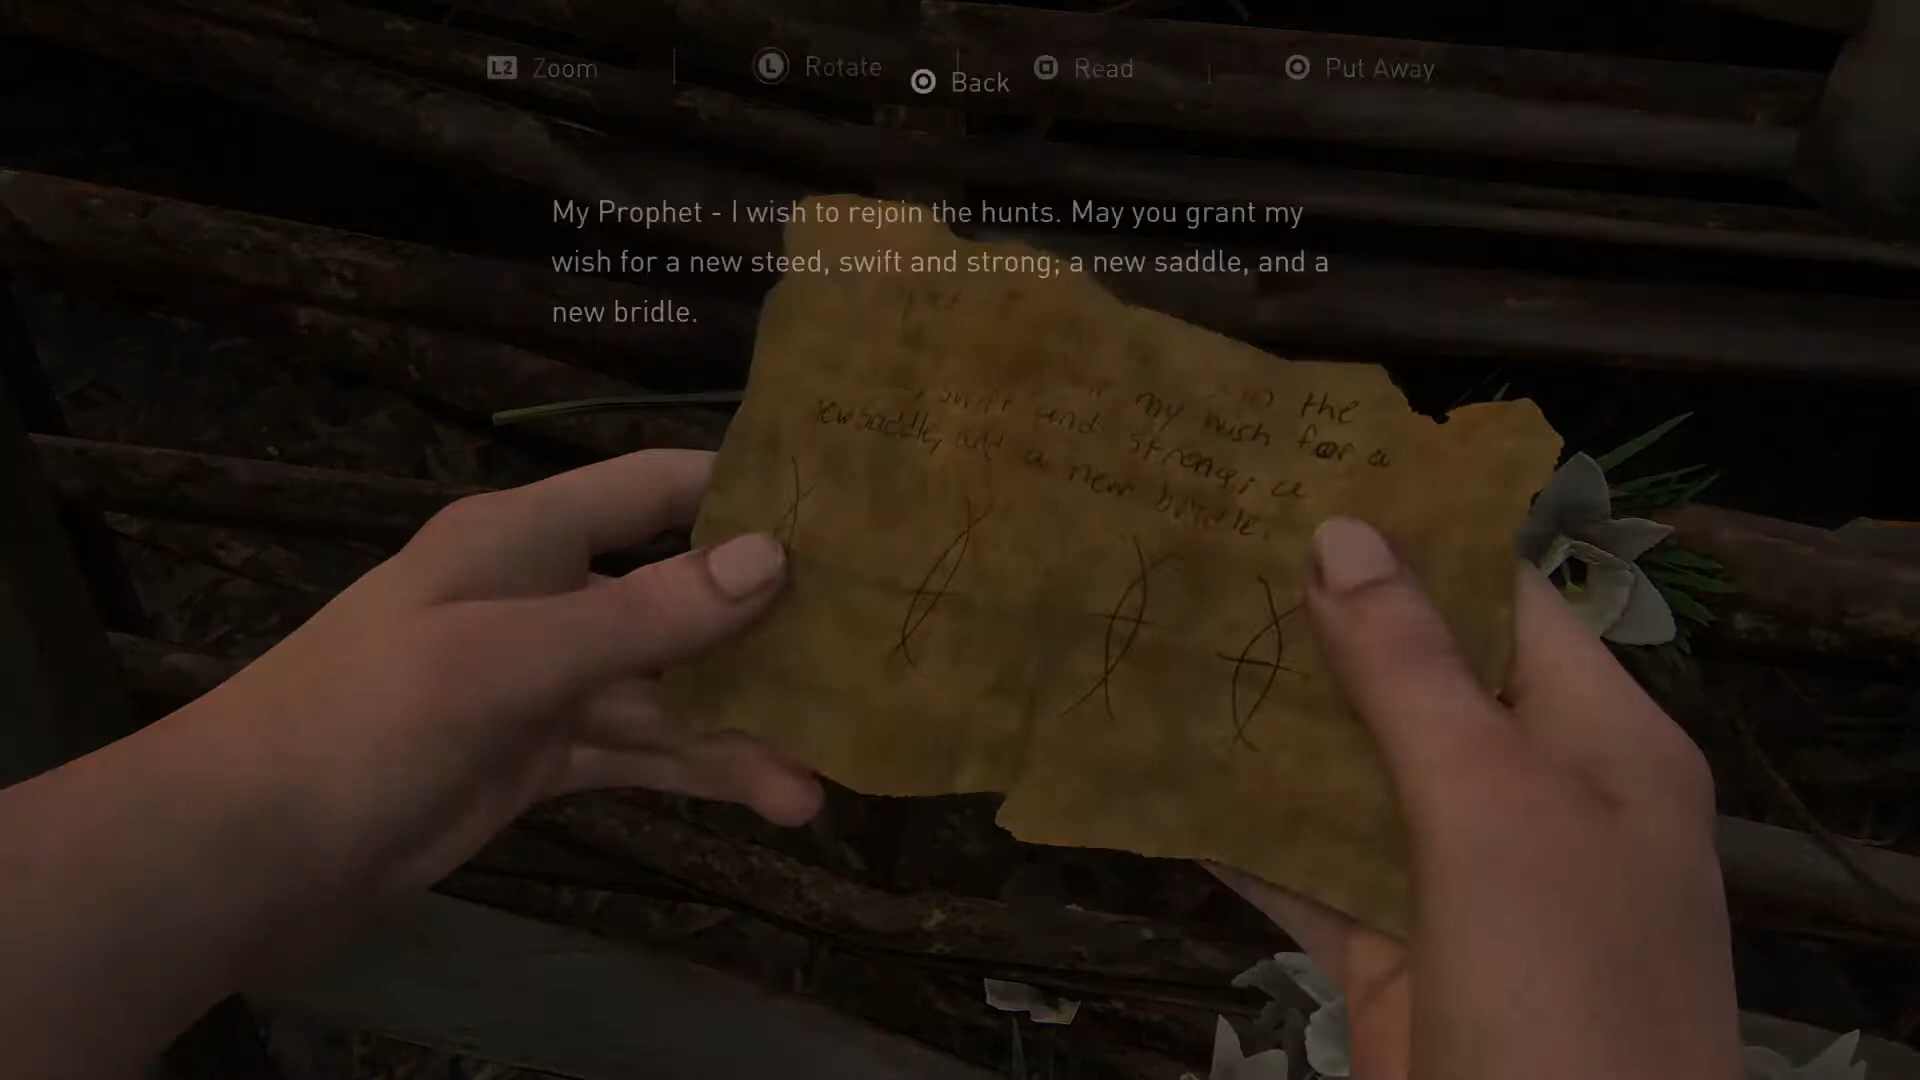 L2 Zoom L Rotate Read Put Away
Back
My Prophet - I wish to rejoin the hunts. May you grant my
wish for a new steed, swift and strong; a new saddle, and a
new bridle.
the
my wish for a
swift and strong; a
new saddle, and a new bridle.